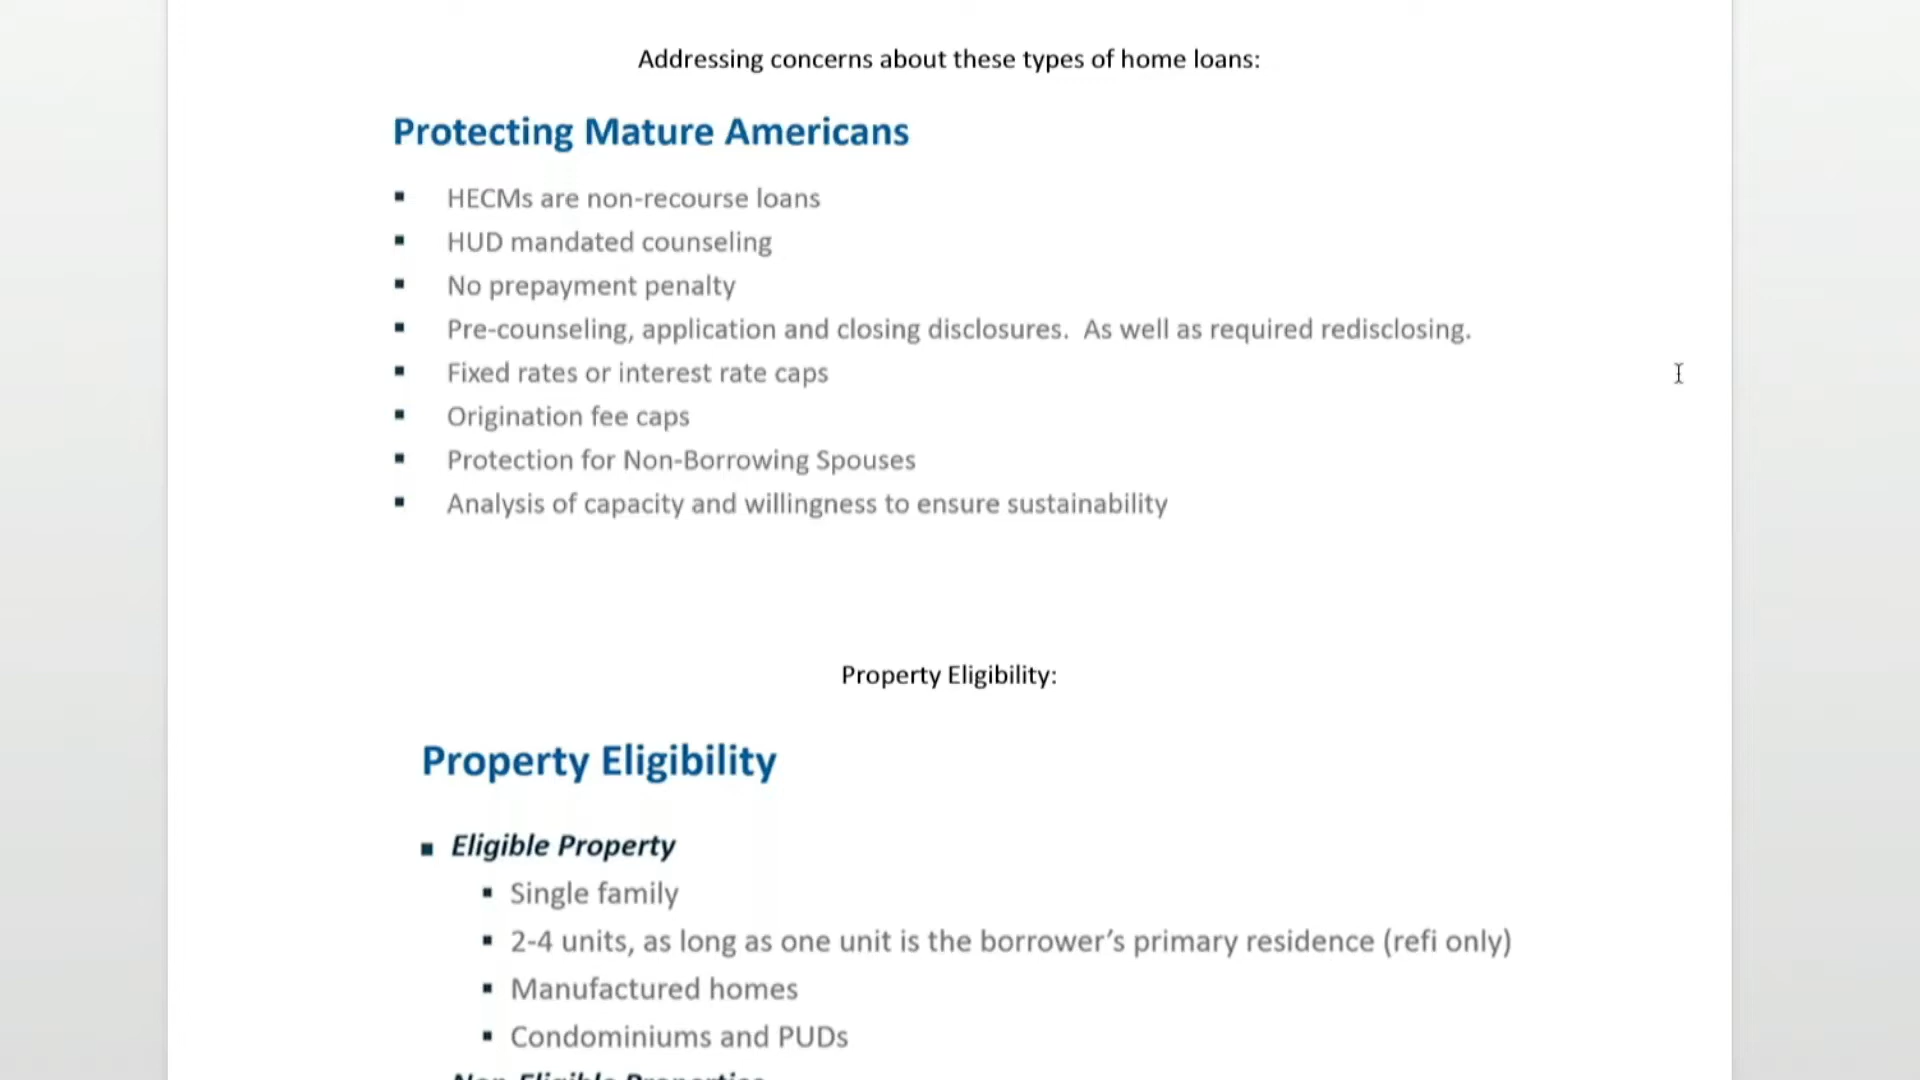 Addressing concerns about these types of home loans:
Protecting Mature Americans
HECMs are non-recourse loans
HUD mandated counseling
No prepayment penalty
Pre-counseling, application and closing disclosures.  As well as required redisclosing.
Fixed rates or interest rate caps
Origination fee caps
Protection for Non-Borrowing Spouses
Analysis of capacity and willingness to ensure sustainability
Property Eligibility:
Property Eligibility
Eligible Property
Single family
2-4 units, as long as one unit is the borrower’s primary residence (refi only)
Manufactured homes
Condominiums and PUDs
Non-Eligible Properties